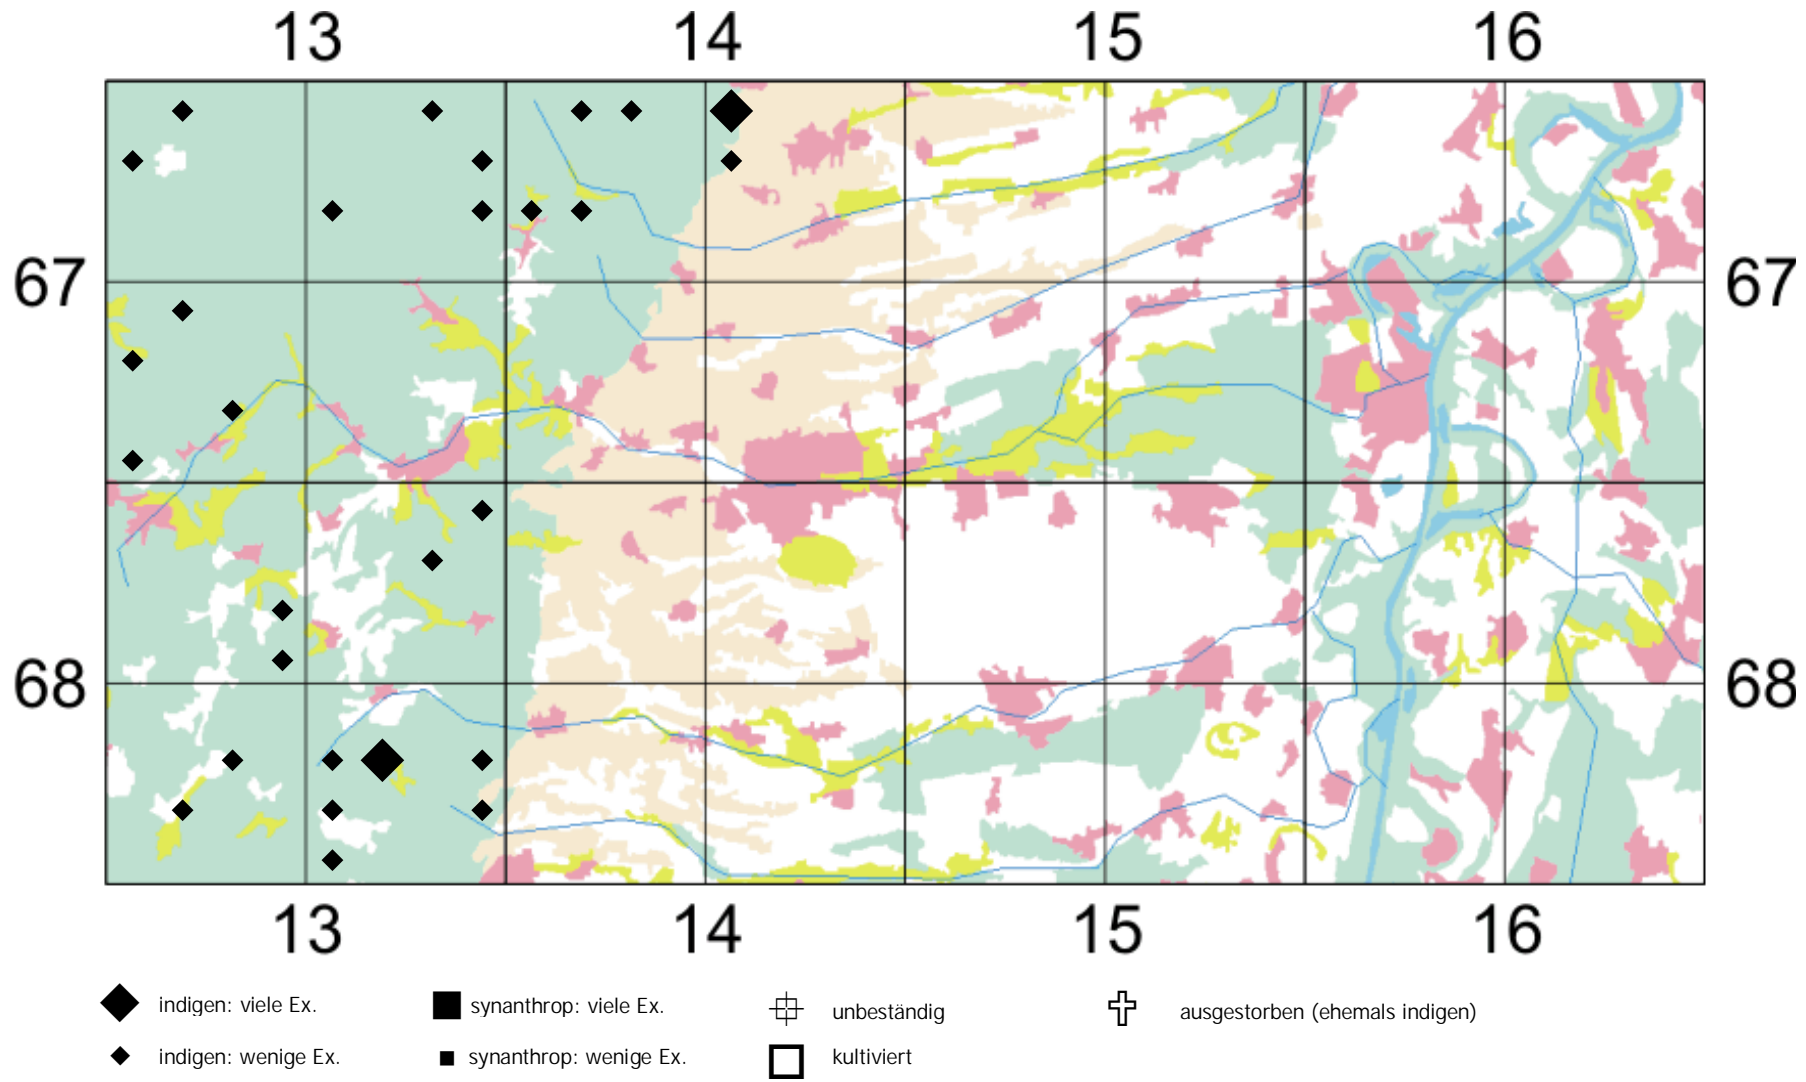 13 14 15 16
67 67
68 68
13 14 15 16
indigen: viele Ex. synanthrop: viele Ex. unbeständig ausgestorben (ehemals indigen)
indigen: wenige Ex. synanthrop: wenige Ex. kultiviert